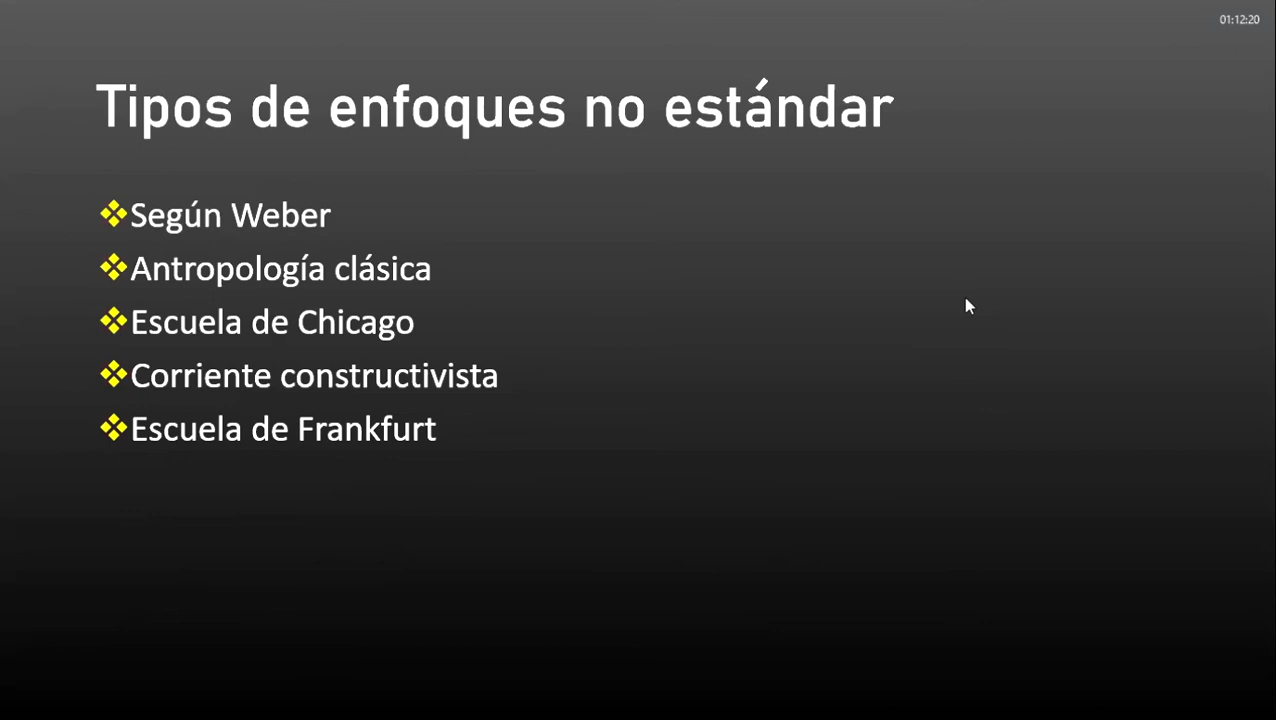 01:12:20
Tipos de enfoques no estándar
Según Weber
Antropología clásica
Escuela de Chicago
Corriente constructivista
Escuela de Frankfurt